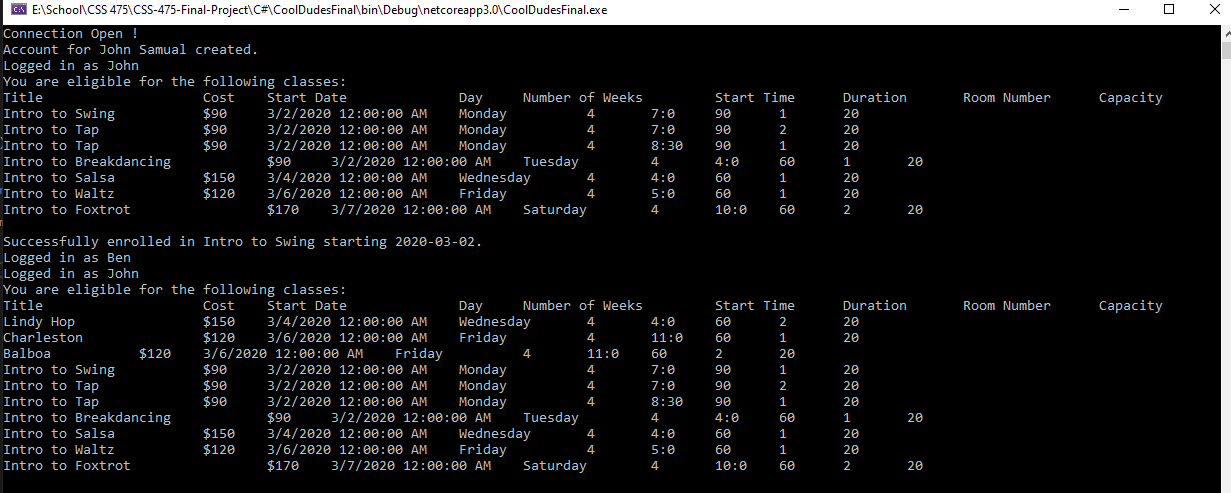 E:\School\CSS 475\CSS-475-Final-Project\C#\CoolDudesFinal\bin\Debug\netcoreapp3.0\CoolDudesFinal.exe
Connection Open !
Account for John Samual created.
Logged in as John
You are eligible for the following classes:
Title Cost Start Date Day Number of Weeks Start Time Duration Room Number Capacity
Intro to Swing $90 3/2/2020 12:00:00 AM Monday 4 7:0 90 1 20
Intro to Tap $90 3/2/2020 12:00:00 AM Monday 4 7:0 90 2 20
Intro to Tap $90 3/2/2020 12:00:00 AM Monday 4 8:30 90 1 20
Intro to Breakdancing $90 3/2/2020 12:00:00 AM Tuesday 4 4:0 60 1 20
Intro to Salsa $150 3/4/2020 12:00:00 AM Wednesday 4 4:0 60 1 20
Intro to Waltz $120 3/6/2020 12:00:00 AM Friday 4 5:0 60 1 20
Intro to Foxtrot $170 3/7/2020 12:00:00 AM Saturday 4 10:0 60 2 20
Successfully enrolled in Intro to Swing starting 2020-03-02.
Logged in as Ben
Logged in as John
You are eligible for the following classes:
Title Cost Start Date Day Number of Weeks Start Time Duration Room Number Capacity
Lindy Hop $150 3/4/2020 12:00:00 AM Wednesday 4 4:0 60 2 20
Charleston $120 3/6/2020 12:00:00 AM Friday 4 11:0 60 1 20
Balboa $120 3/6/2020 12:00:00 AM Friday 4 11:0 60 2 20
Intro to Swing $90 3/2/2020 12:00:00 AM Monday 4 7:0 90 1 20
Intro to Tap $90 3/2/2020 12:00:00 AM Monday 4 7:0 90 2 20
Intro to Tap $90 3/2/2020 12:00:00 AM Monday 4 8:30 90 1 20
Intro to Breakdancing $90 3/2/2020 12:00:00 AM Tuesday 4 4:0 60 1 20
Intro to Salsa $150 3/4/2020 12:00:00 AM Wednesday 4 4:0 60 1 20
Intro to Waltz $120 3/6/2020 12:00:00 AM Friday 4 5:0 60 1 20
Intro to Foxtrot $170 3/7/2020 12:00:00 AM Saturday 4 10:0 60 2 20